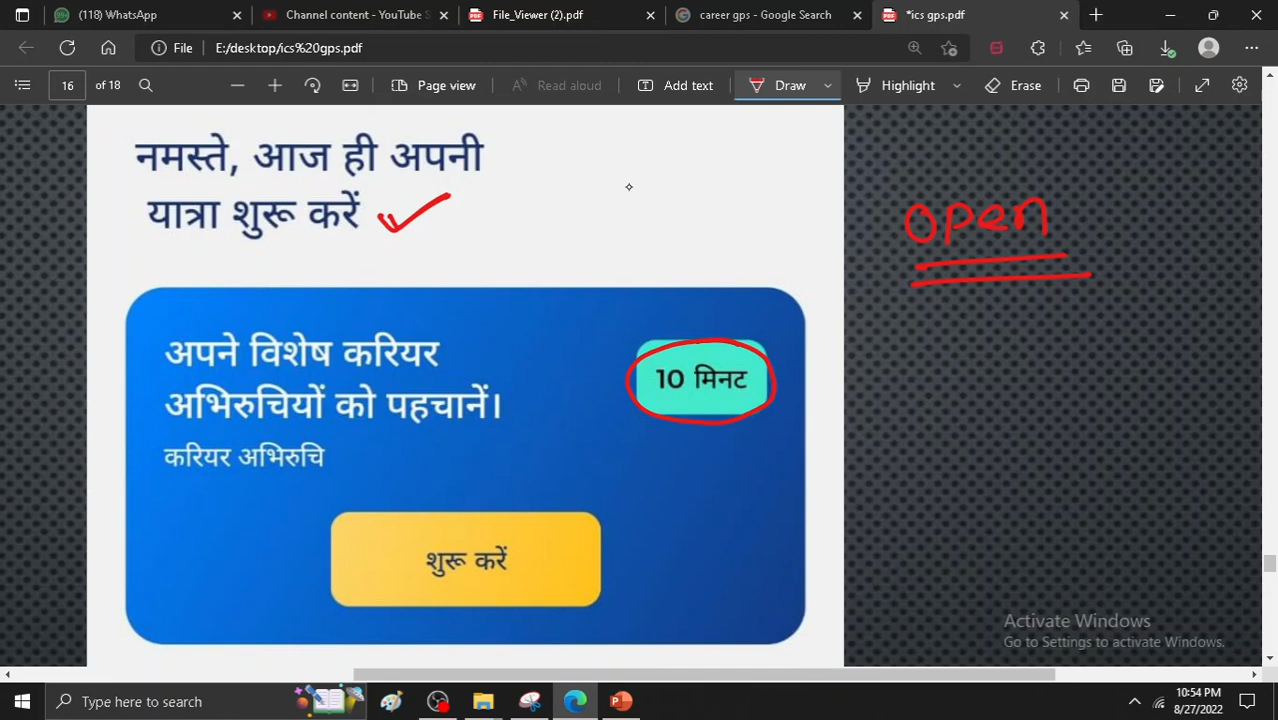 (118) WhatsApp
Channel content - YouTube S
File_Viewer (2).pdf
career gps - Google Search
*ics gps.pdf
File
E:/desktop/ics%20gps.pdf
16 of 18
Page view
Read aloud
Add text
Draw
Highlight
Erase
नमस्ते, आज ही अपनी
यात्रा शुरू करें
open
अपने विशेष करियर
अभिरुचियों को पहचानें।
10 मिनट
करियर अभिरुचि
शुरू करें
Activate Windows
Go to Settings to activate Windows.
Type here to search
10:54 PM
8/27/2022